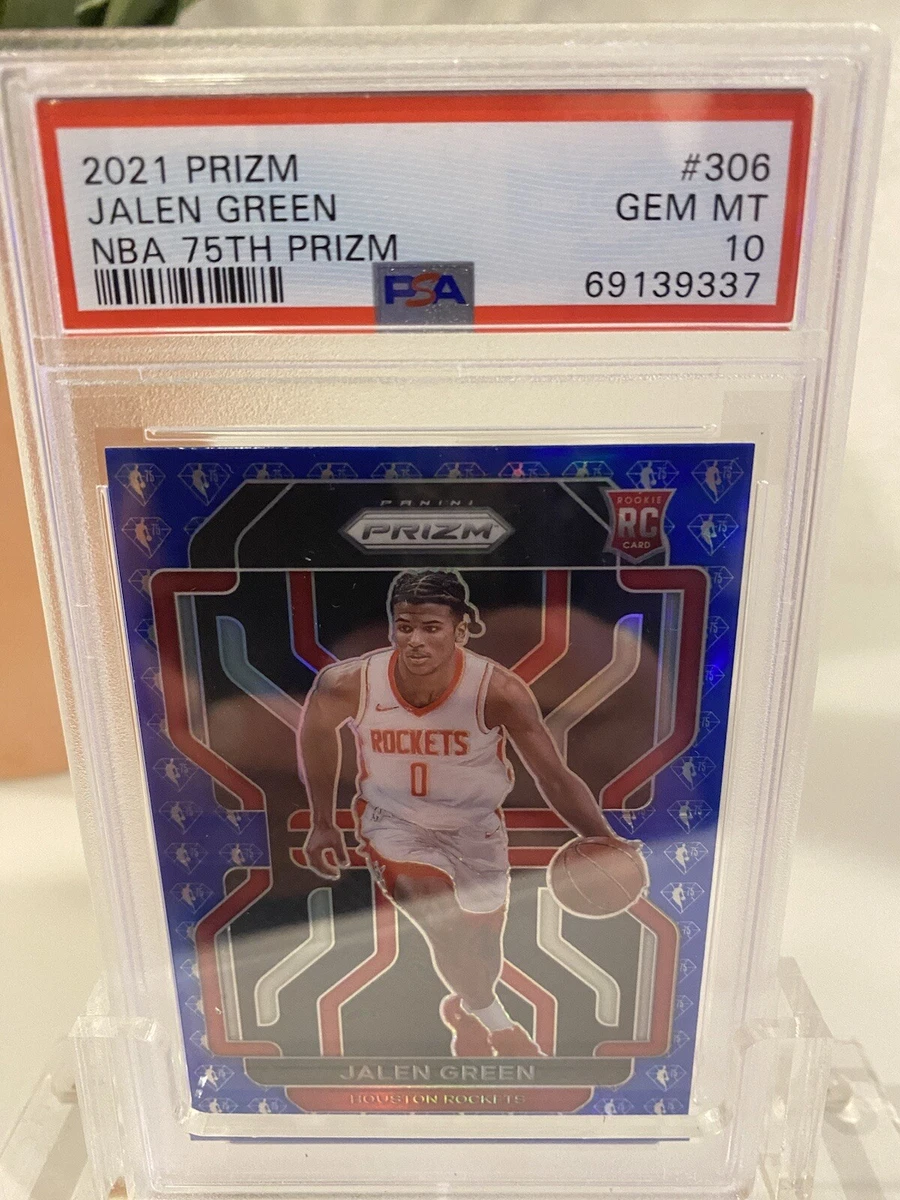 2021 PRIZM #306
JALEN GREEN GEM MT
NBA 75TH PRIZM 10
PSA 69139337
PANINI
PRIZM
ROOKIE
RC
CARD
ROCKETS
0
JALEN GREEN
HOUSTON ROCKETS
75